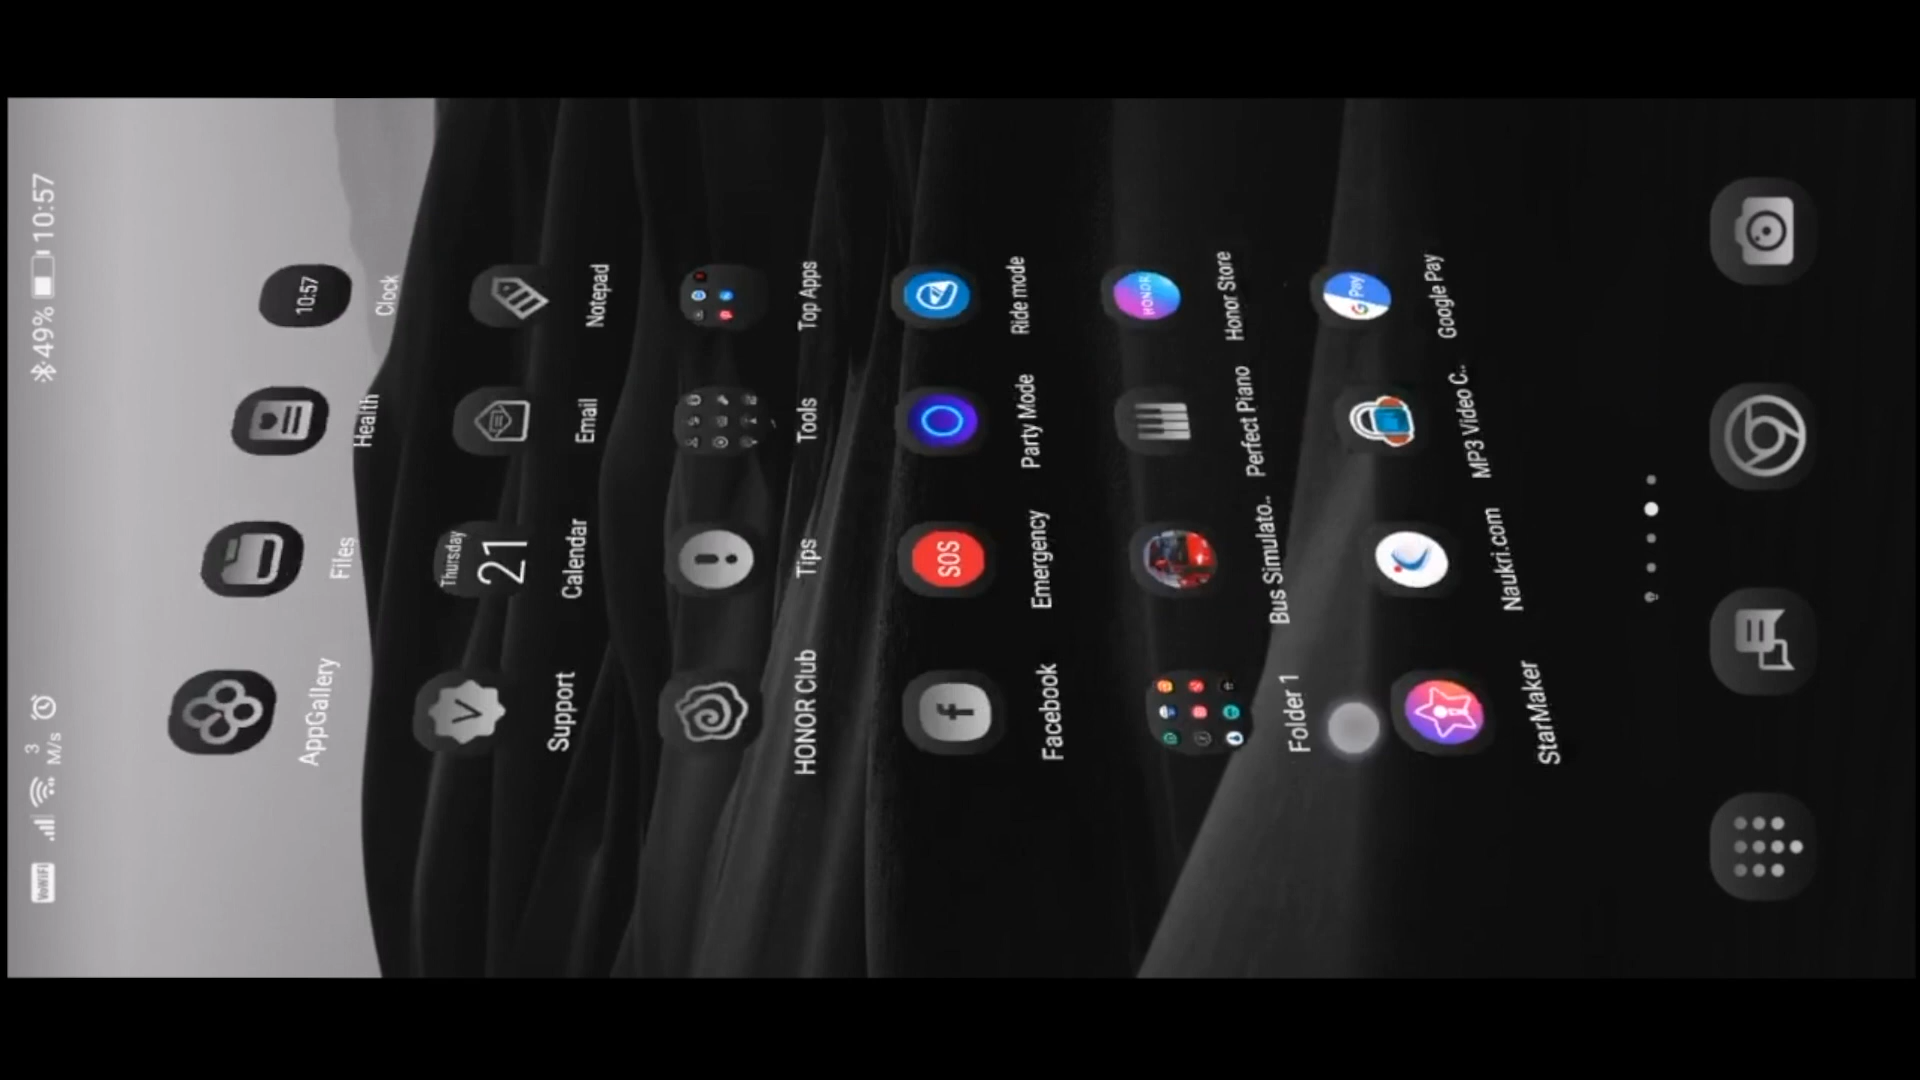 VoWiFi 3 M/s 49% 10:57
10:57
AppGallery Files Health Clock
Thursday
21
Support Calendar Email Notepad
HONOR Club Tips Tools Top Apps
SOS
Facebook Emergency Party Mode Ride mode
HONOR
Folder 1 Bus Simulato.. Perfect Piano Honor Store
G Pay
StarMaker Naukri.com MP3 Video C.. Google Pay